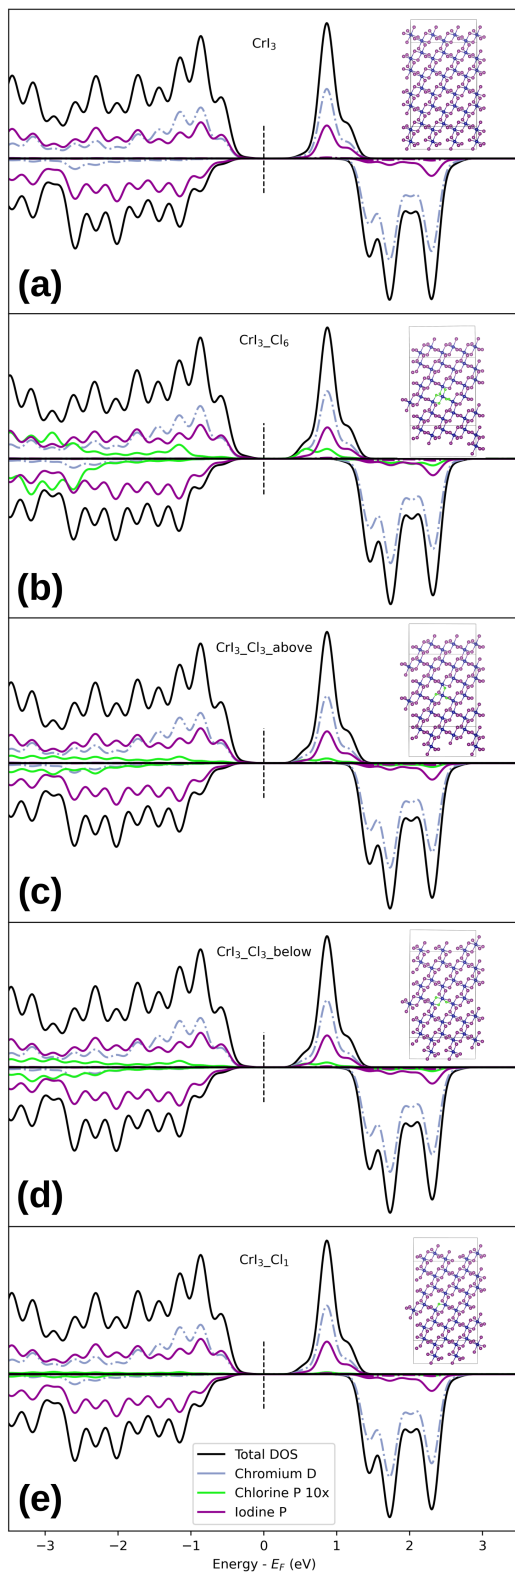 CrI₃
(a)
CrI₃_Cl₆
(b)
CrI₃_Cl₃_above
(c)
CrI₃_Cl₃_below
(d)
CrI₃_Cl₁
(e)
Total DOS
Chromium D
Chlorine P 10x
Iodine P
−3 −2 −1 0 1 2 3
Energy - E_F (eV)